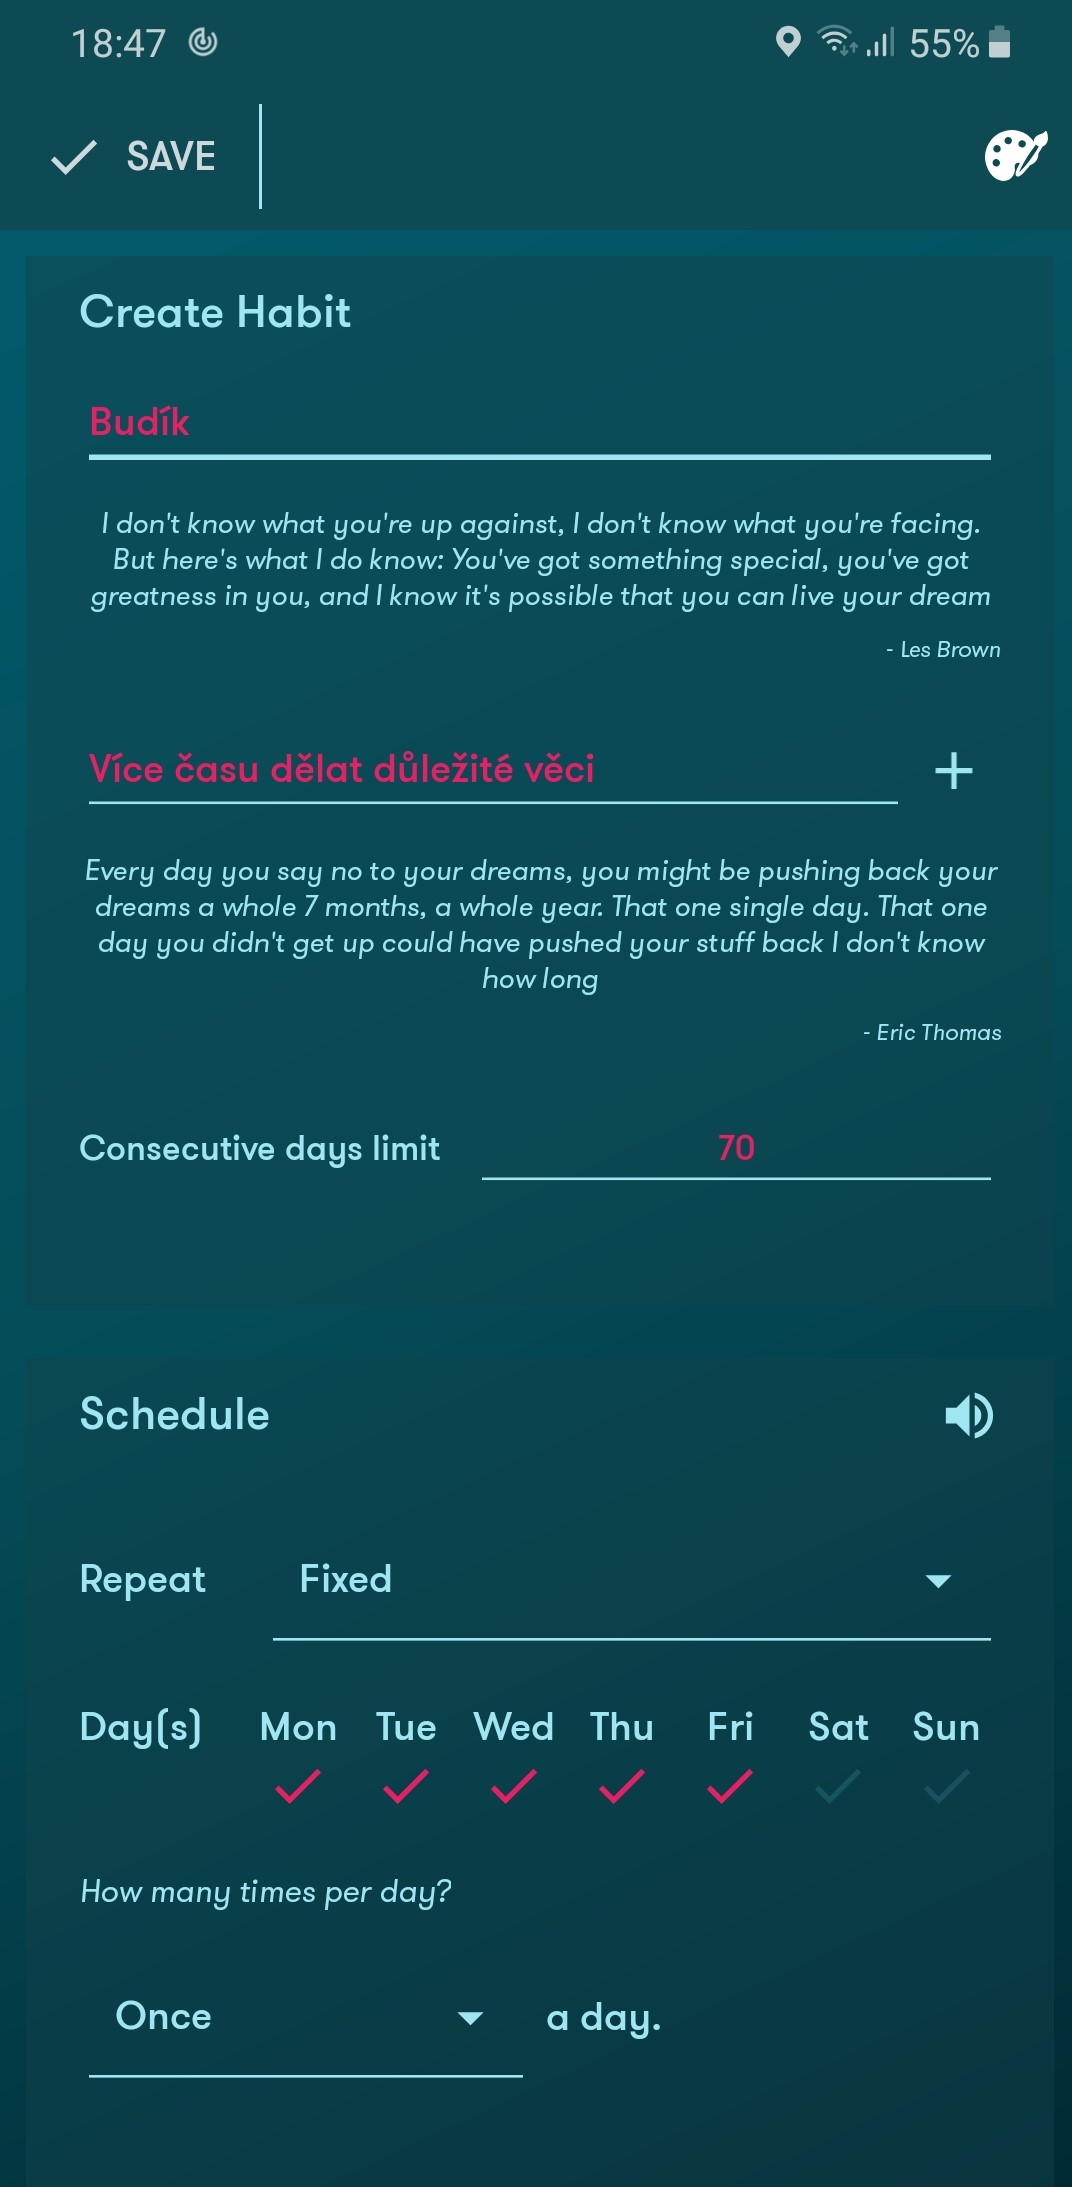 18:47 55%
SAVE
Create Habit
Budík
I don't know what you're up against, I don't know what you're facing.
But here's what I do know: You've got something special, you've got
greatness in you, and I know it's possible that you can live your dream
- Les Brown
Více času dělat důležité věci
Every day you say no to your dreams, you might be pushing back your
dreams a whole 7 months, a whole year. That one single day. That one
day you didn't get up could have pushed your stuff back I don't know
how long
- Eric Thomas
Consecutive days limit 70
Schedule
Repeat Fixed
Day(s) Mon Tue Wed Thu Fri Sat Sun
How many times per day?
Once a day.